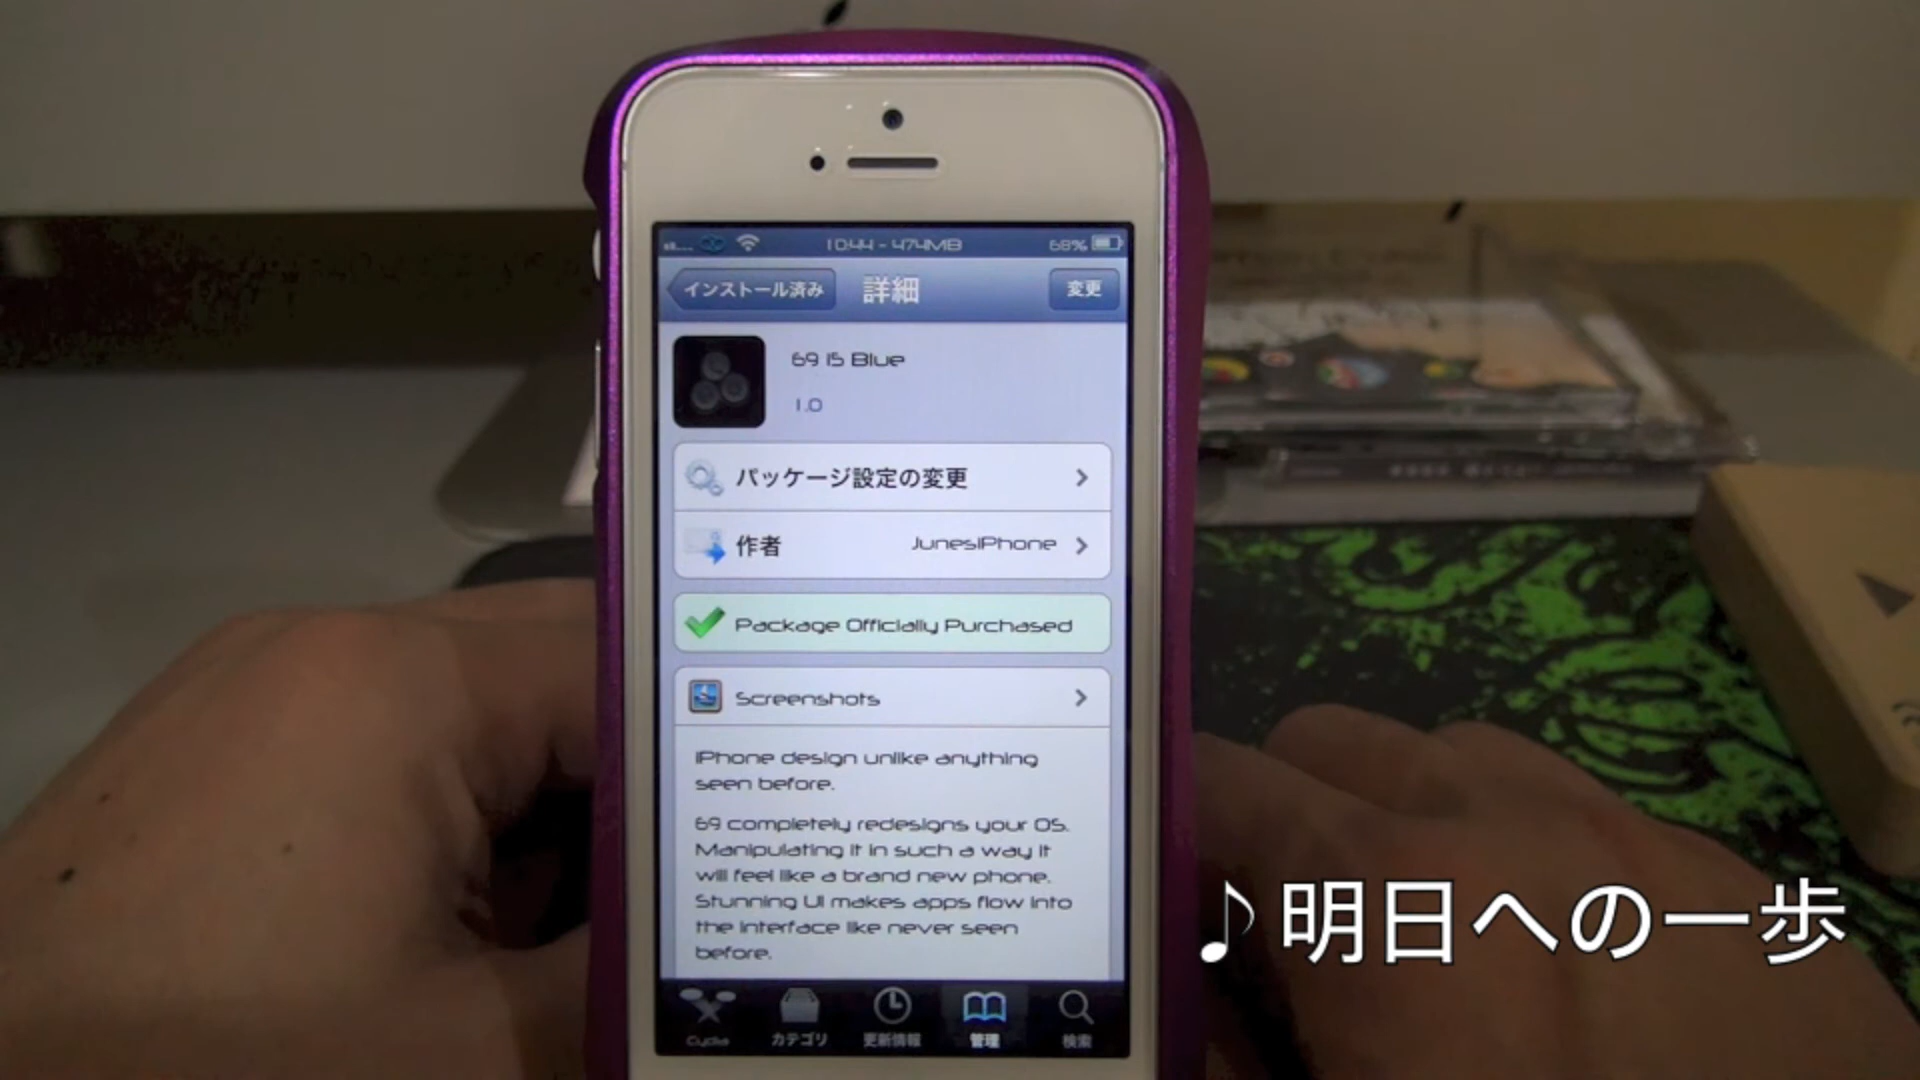 10:44 - 474MB
68%
インストール済み
詳細
変更
69 I5 Blue
1.0
パッケージ設定の変更
作者
JunesiPhone
Package Officially Purchased
Screenshots
iPhone design unlike anything
seen before.
69 completely redesigns your OS.
Manipulating it in such a way it
will feel like a brand new phone.
Stunning UI makes apps flow into
the interface like never seen
before.
Cydia
カテゴリ
更新情報
管理
検索
♪明日への一歩